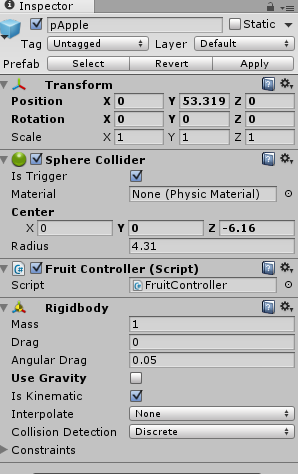 Inspector
pApple Static
Tag Untagged Layer Default
Prefab Select Revert Apply
Transform
Position X 0 Y 53.319 Z 0
Rotation X 0 Y 0 Z 0
Scale X 1 Y 1 Z 1
Sphere Collider
Is Trigger
Material None (Physic Material)
Center
X 0 Y 0 Z -6.16
Radius 4.31
Fruit Controller (Script)
Script FruitController
Rigidbody
Mass 1
Drag 0
Angular Drag 0.05
Use Gravity
Is Kinematic
Interpolate None
Collision Detection Discrete
Constraints